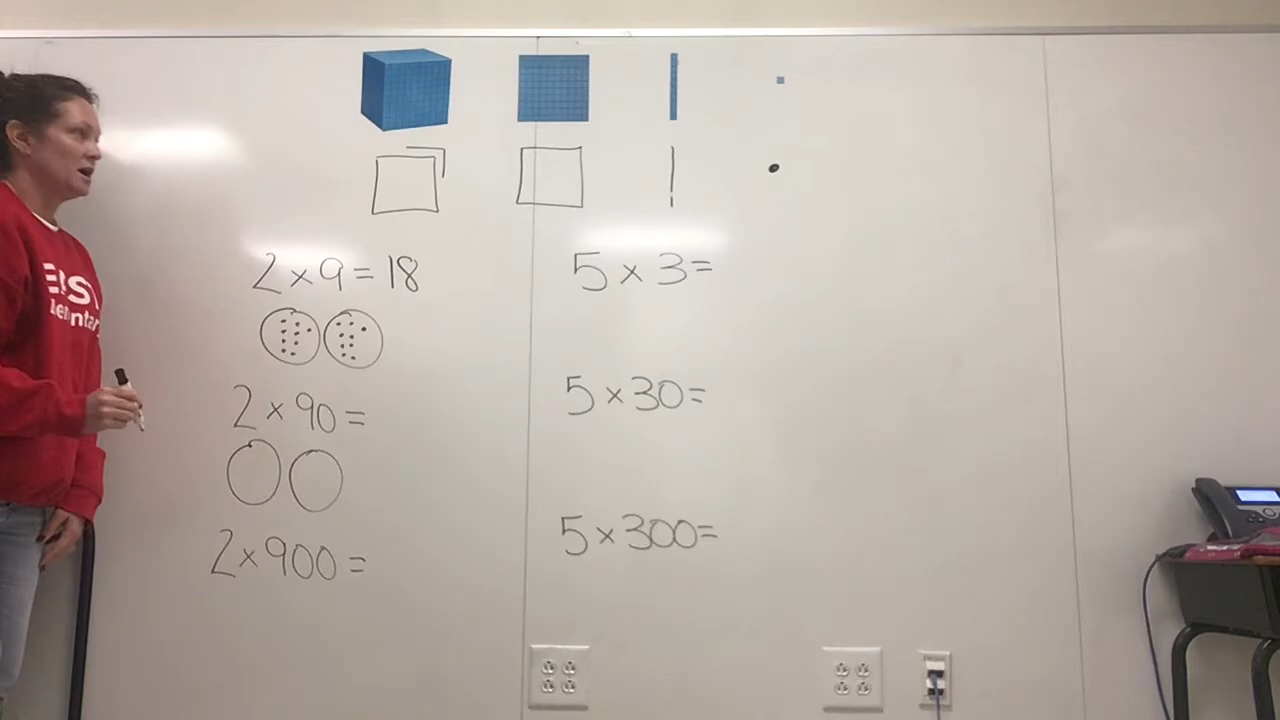 2 × 9 = 18
2 × 90 =
2 × 900 =
5 × 3 =
5 × 30 =
5 × 300 =